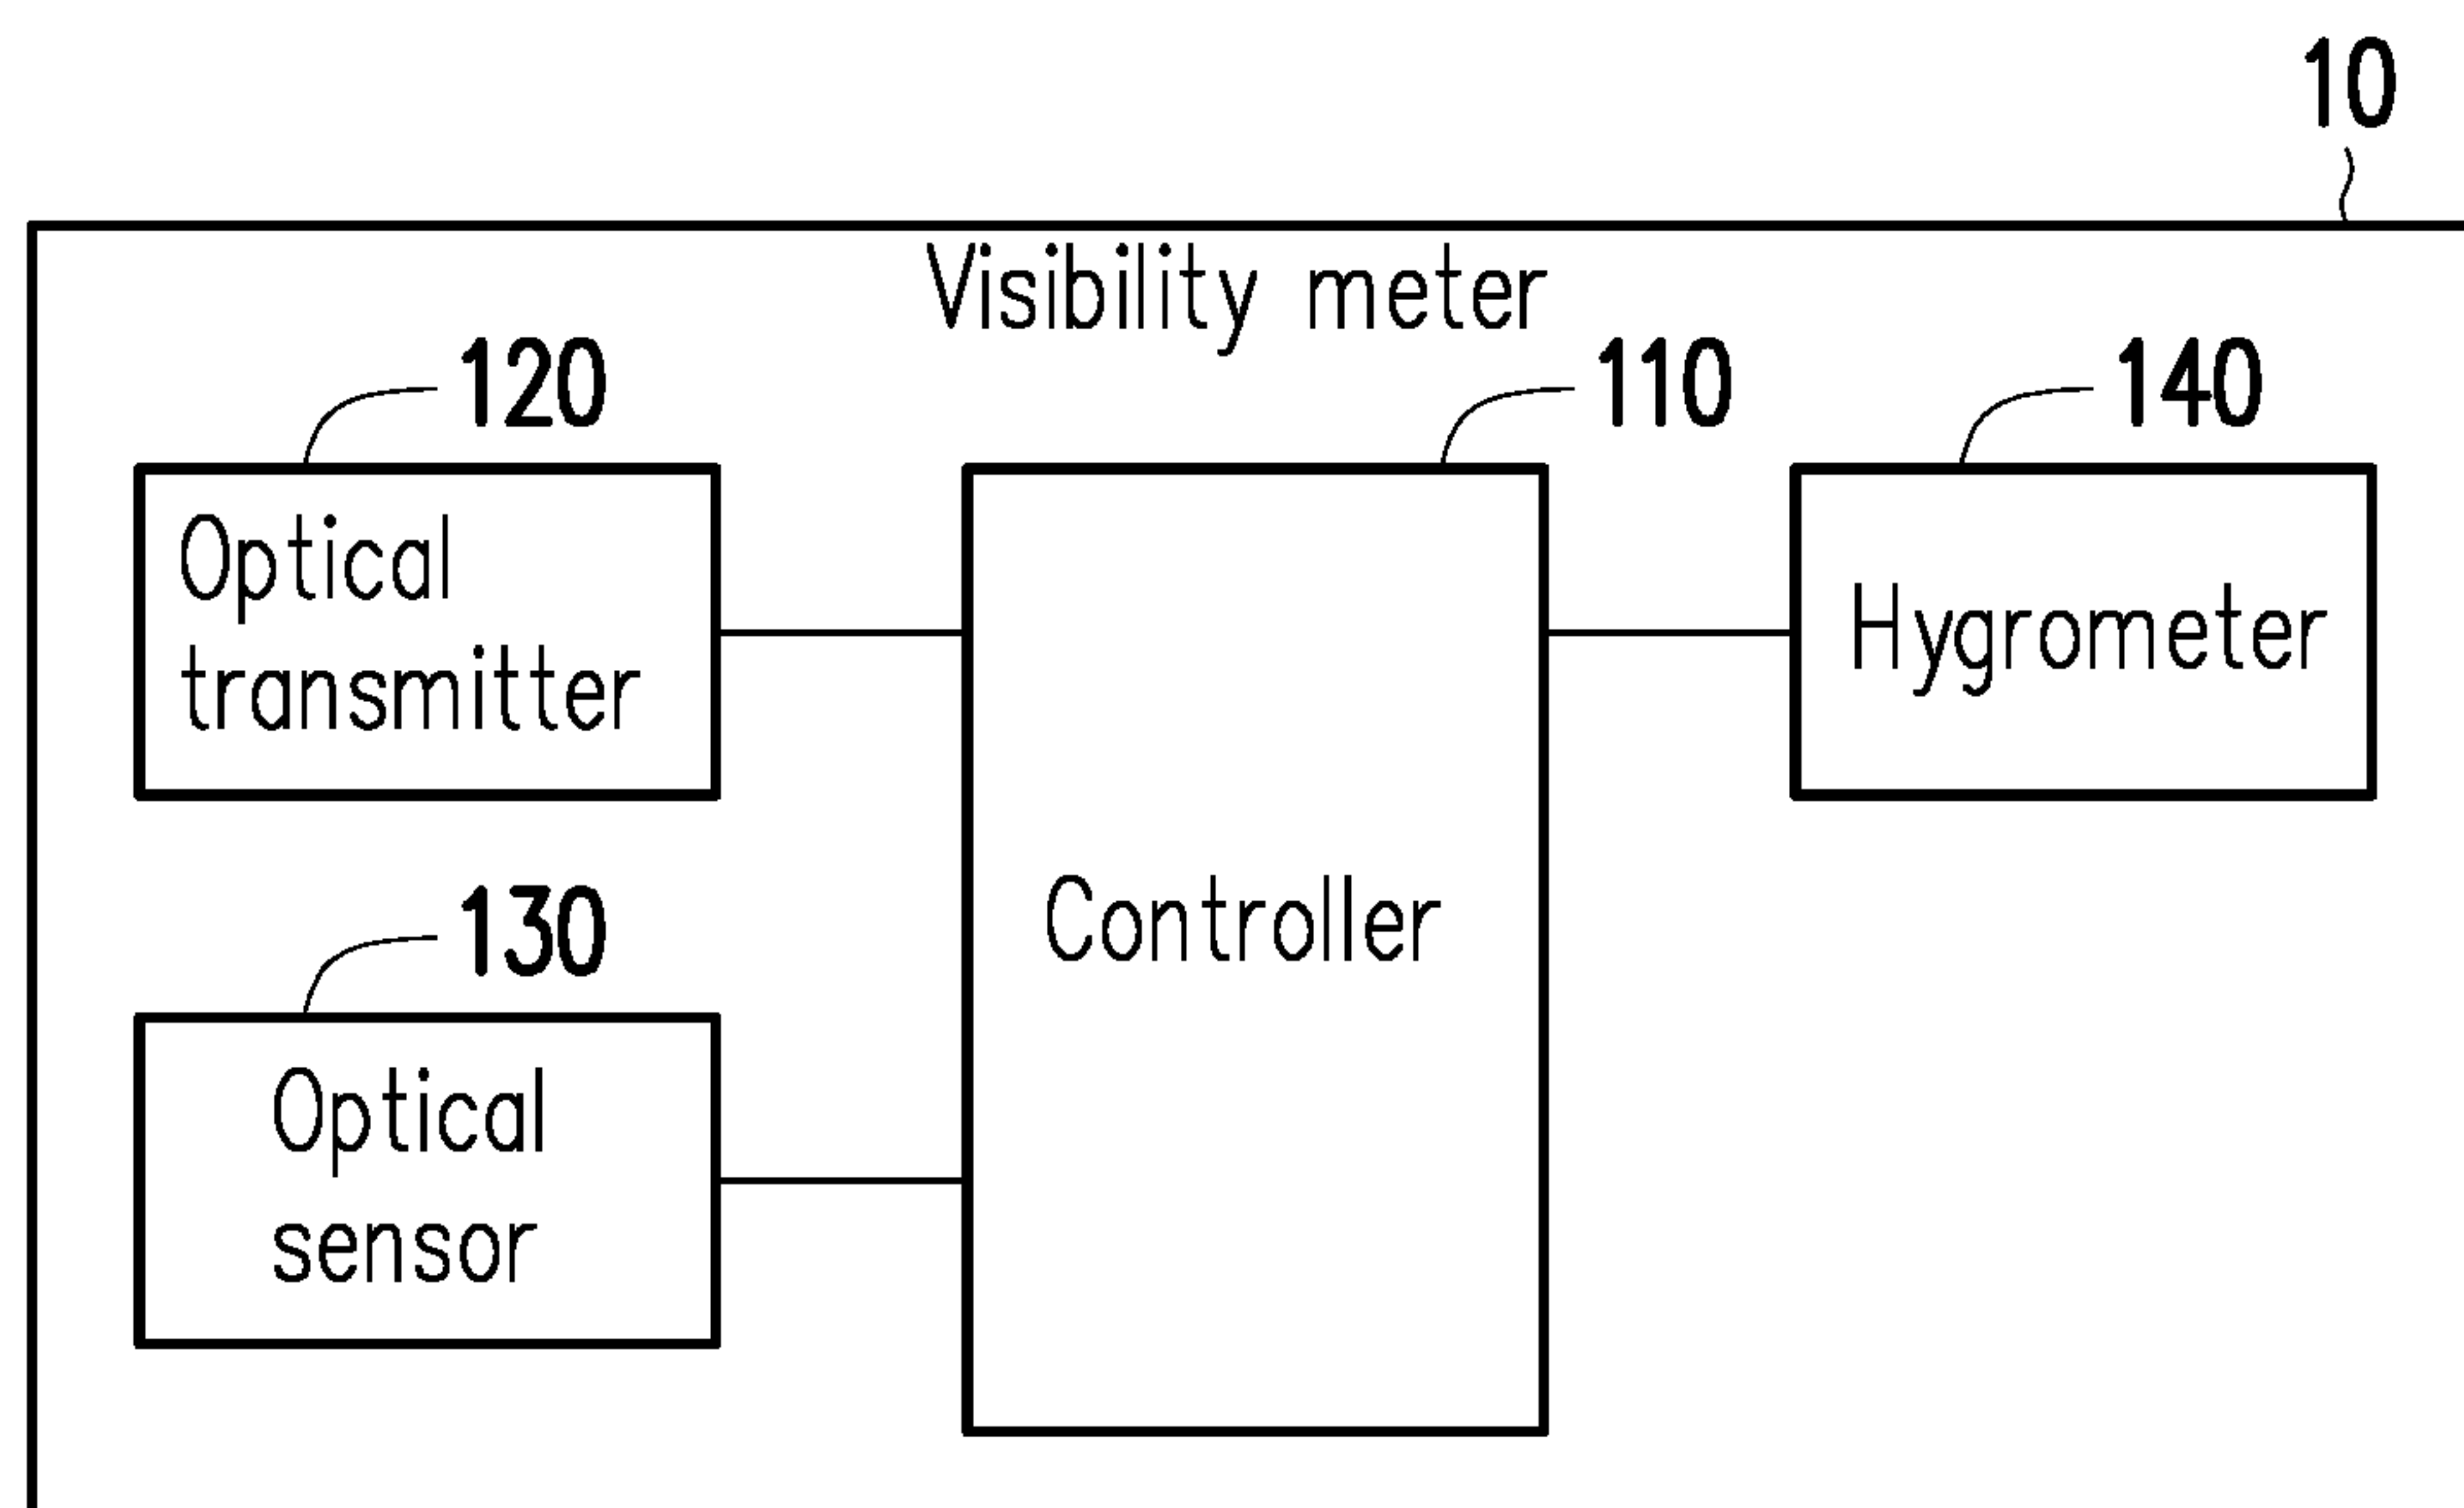 10
Visibility meter
120
110
140
Optical
transmitter
Hygrometer
Controller
130
Optical
sensor